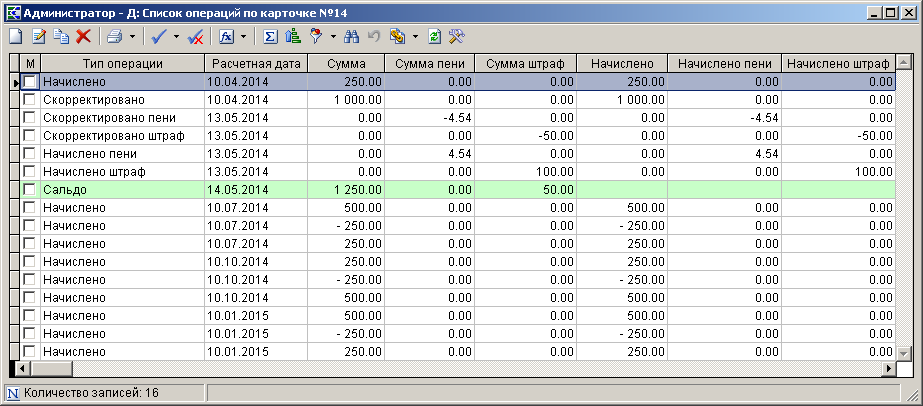 Администратор - Д: Список операций по карточке №14
М Тип операции Расчетная дата Сумма Сумма пени Сумма штраф Начислено Начислено пени Начислено штраф
Начислено 10.04.2014 250.00 0.00 0.00 250.00 0.00 0.00
Скорректировано 10.04.2014 1 000.00 0.00 0.00 1 000.00 0.00 0.00
Скорректировано пени 13.05.2014 0.00 -4.54 0.00 0.00 -4.54 0.00
Скорректировано штраф 13.05.2014 0.00 0.00 -50.00 0.00 0.00 -50.00
Начислено пени 13.05.2014 0.00 4.54 0.00 0.00 4.54 0.00
Начислено штраф 13.05.2014 0.00 0.00 100.00 0.00 0.00 100.00
Сальдо 14.05.2014 1 250.00 0.00 50.00
Начислено 10.07.2014 500.00 0.00 0.00 500.00 0.00 0.00
Начислено 10.07.2014 - 250.00 0.00 0.00 - 250.00 0.00 0.00
Начислено 10.07.2014 250.00 0.00 0.00 250.00 0.00 0.00
Начислено 10.10.2014 250.00 0.00 0.00 250.00 0.00 0.00
Начислено 10.10.2014 - 250.00 0.00 0.00 - 250.00 0.00 0.00
Начислено 10.10.2014 500.00 0.00 0.00 500.00 0.00 0.00
Начислено 10.01.2015 500.00 0.00 0.00 500.00 0.00 0.00
Начислено 10.01.2015 - 250.00 0.00 0.00 - 250.00 0.00 0.00
Начислено 10.01.2015 250.00 0.00 0.00 250.00 0.00 0.00
N Количество записей: 16